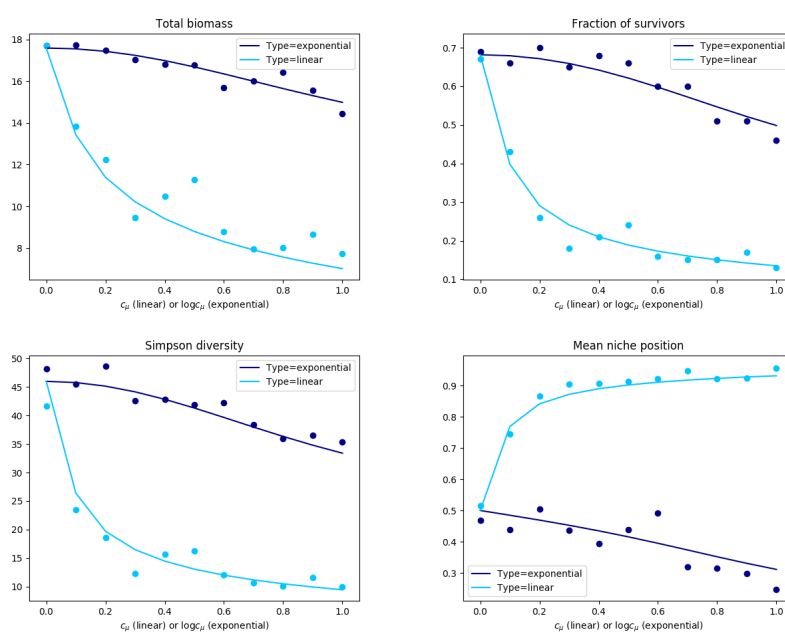 Total biomass
18
16
14
12
10
8
Type=exponential
Type=linear
0.0 0.2 0.4 0.6 0.8 1.0
cμ (linear) or logcμ (exponential)
Fraction of survivors
0.7
0.6
0.5
0.4
0.3
0.2
0.1
Type=exponential
Type=linear
0.0 0.2 0.4 0.6 0.8 1.0
cμ (linear) or logcμ (exponential)
Simpson diversity
50
45
40
35
30
25
20
15
10
Type=exponential
Type=linear
0.0 0.2 0.4 0.6 0.8 1.0
cμ (linear) or logcμ (exponential)
Mean niche position
0.9
0.8
0.7
0.6
0.5
0.4
0.3
Type=exponential
Type=linear
0.0 0.2 0.4 0.6 0.8 1.0
cμ (linear) or logcμ (exponential)